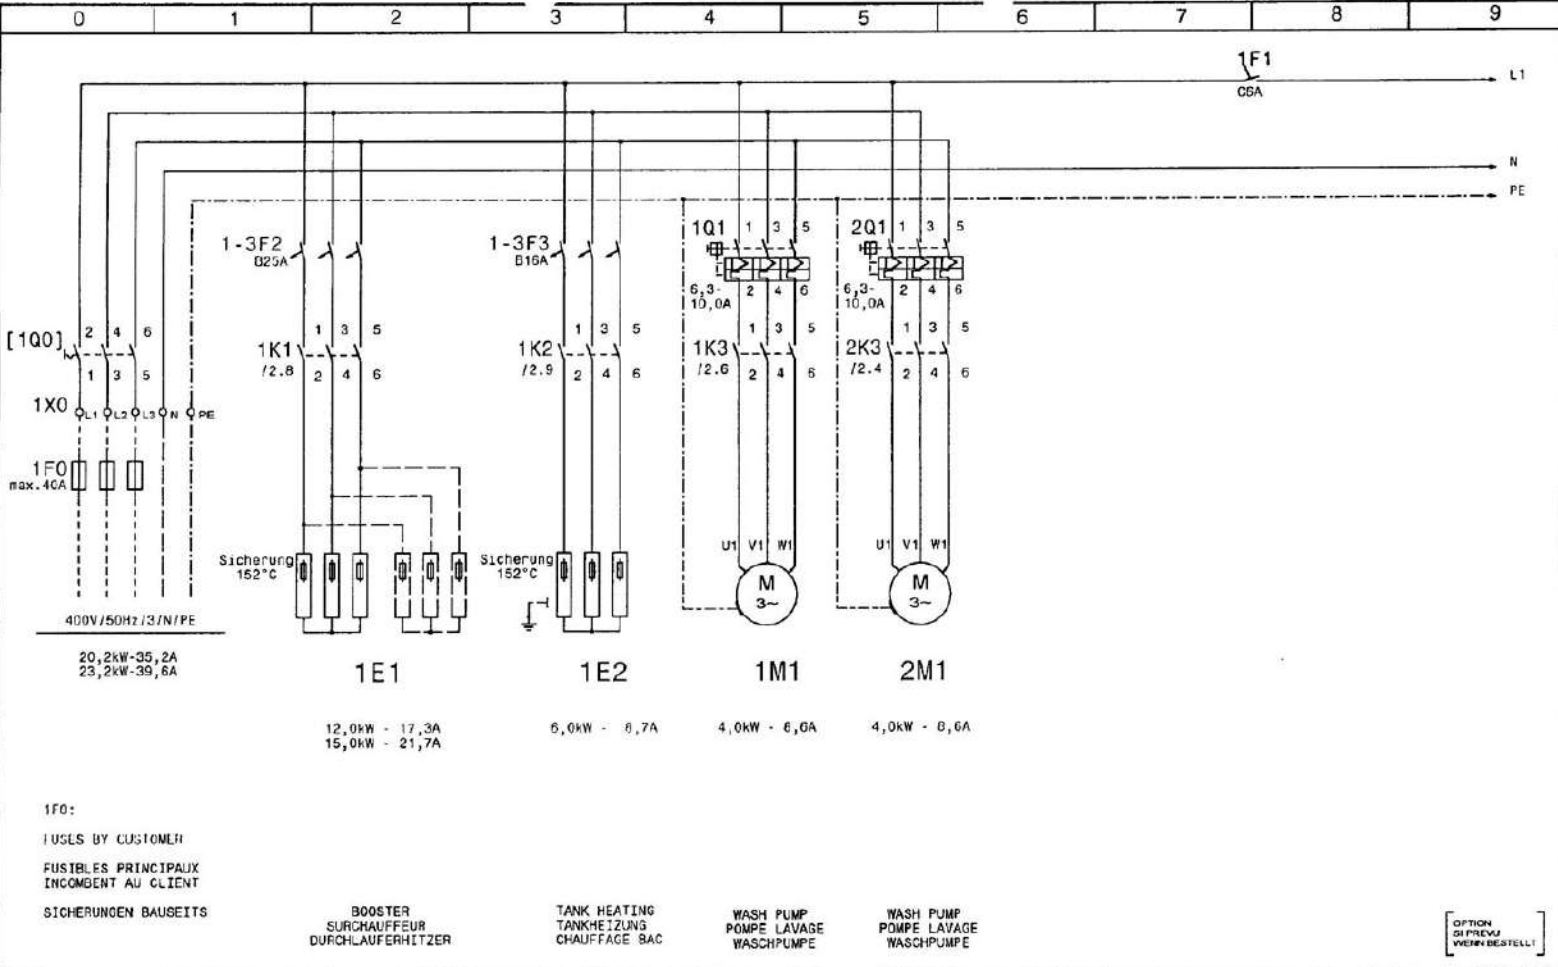 0 1 2 3 4 5 6 7 8 9
1F1
C6A
L1
N
PE
1-3F2
B25A
1-3F3
B16A
1Q1 1 3 5
6,3-
10,0A
2 4 6
2Q1 1 3 5
6,3-
10,0A
2 4 6
[1Q0] 2 4 6
1 3 5
1K1 1 3 5
/2.8 2 4 6
1K2 1 3 5
/2.9 2 4 6
1K3 1 3 5
/2.6 2 4 6
2K3 1 3 5
/2.4 2 4 6
1X0 L1 L2 L3 N PE
1F0
max.40A
Sicherung
152°C
Sicherung
152°C
U1 V1 W1
M
3~
U1 V1 W1
M
3~
400V/50Hz/3/N/PE
20,2kW-35,2A
23,2kW-39,6A
1E1
12,0kW - 17,3A
15,0kW - 21,7A
1E2
6,0kW - 8,7A
1M1
4,0kW - 8,6A
2M1
4,0kW - 8,6A
1F0:
FUSES BY CUSTOMER
FUSIBLES PRINCIPAUX
INCOMBENT AU CLIENT
SICHERUNGEN BAUSEITS
BOOSTER
SURCHAUFFEUR
DURCHLAUFERHITZER
TANK HEATING
TANKHEIZUNG
CHAUFFAGE BAC
WASH PUMP
POMPE LAVAGE
WASCHPUMPE
WASH PUMP
POMPE LAVAGE
WASCHPUMPE
OPTION
SI PREVU
WENN BESTELLT